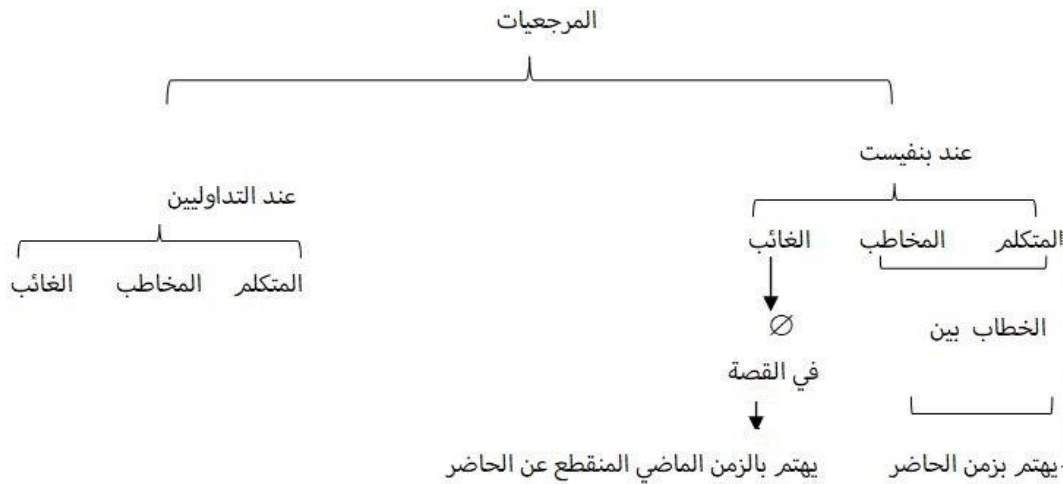 المرجعيات
عند بنفيست
عند التداوليين
المتكلم المخاطب الغائب
المتكلم المخاطب الغائب
∅
الخطاب بين
في القصة
يهتم بزمن الحاضر يهتم بالزمن الماضي المنقطع عن الحاضر